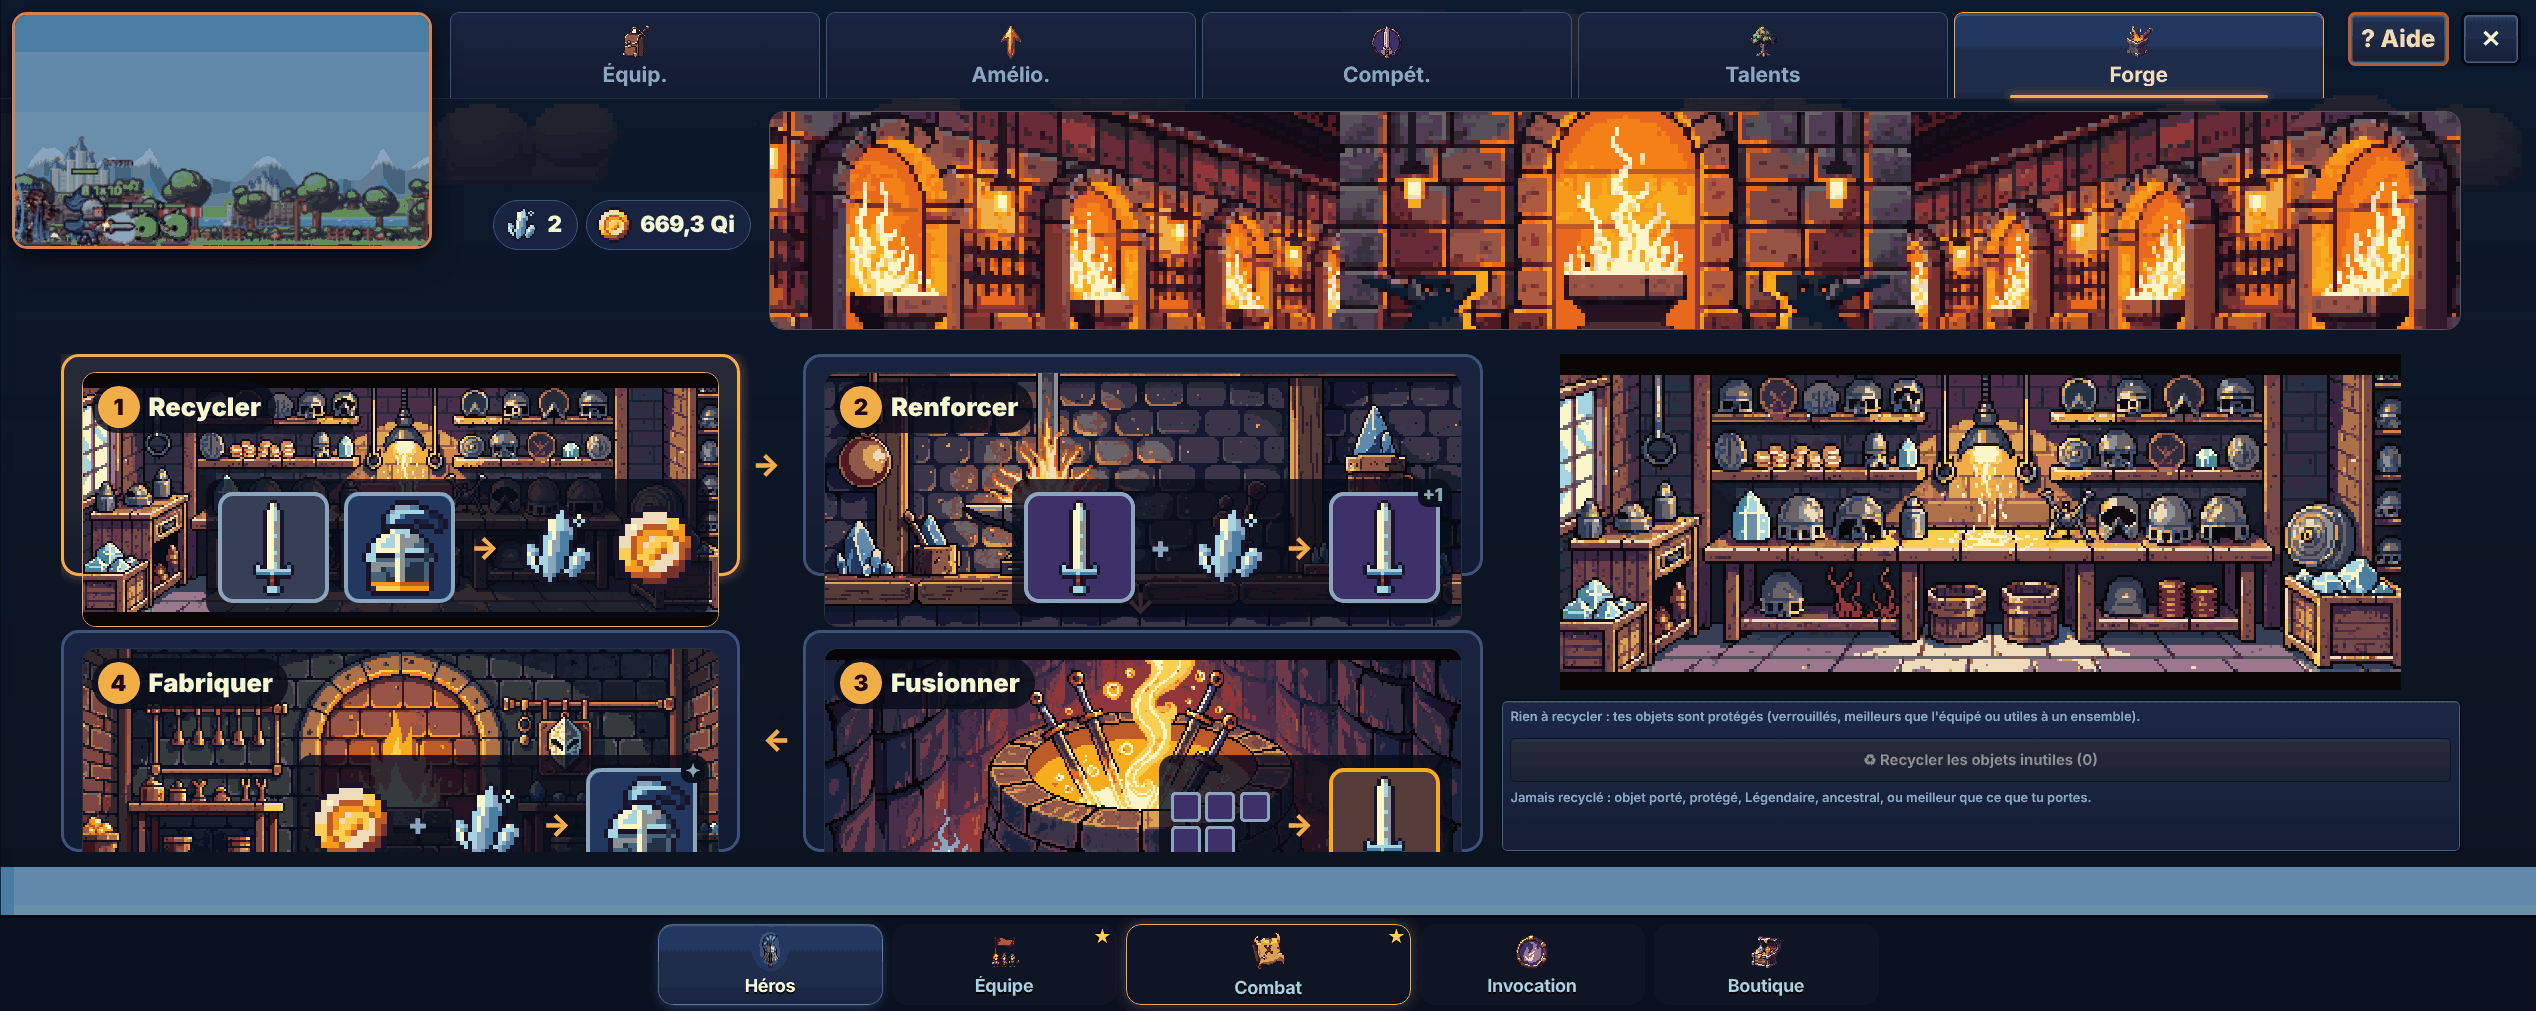 Équip.
Amélio.
Compét.
Talents
Forge
? Aide
×
2
669,3 Qi
1 Recycler
2 Renforcer
+1
4 Fabriquer
3 Fusionner
Rien à recycler : tes objets sont protégés (verrouillés, meilleurs que l'équipé ou utiles à un ensemble).
♻ Recycler les objets inutiles (0)
Jamais recyclé : objet porté, protégé, Légendaire, ancestral, ou meilleur que ce que tu portes.
Héros
Équipe
Combat
Invocation
Boutique